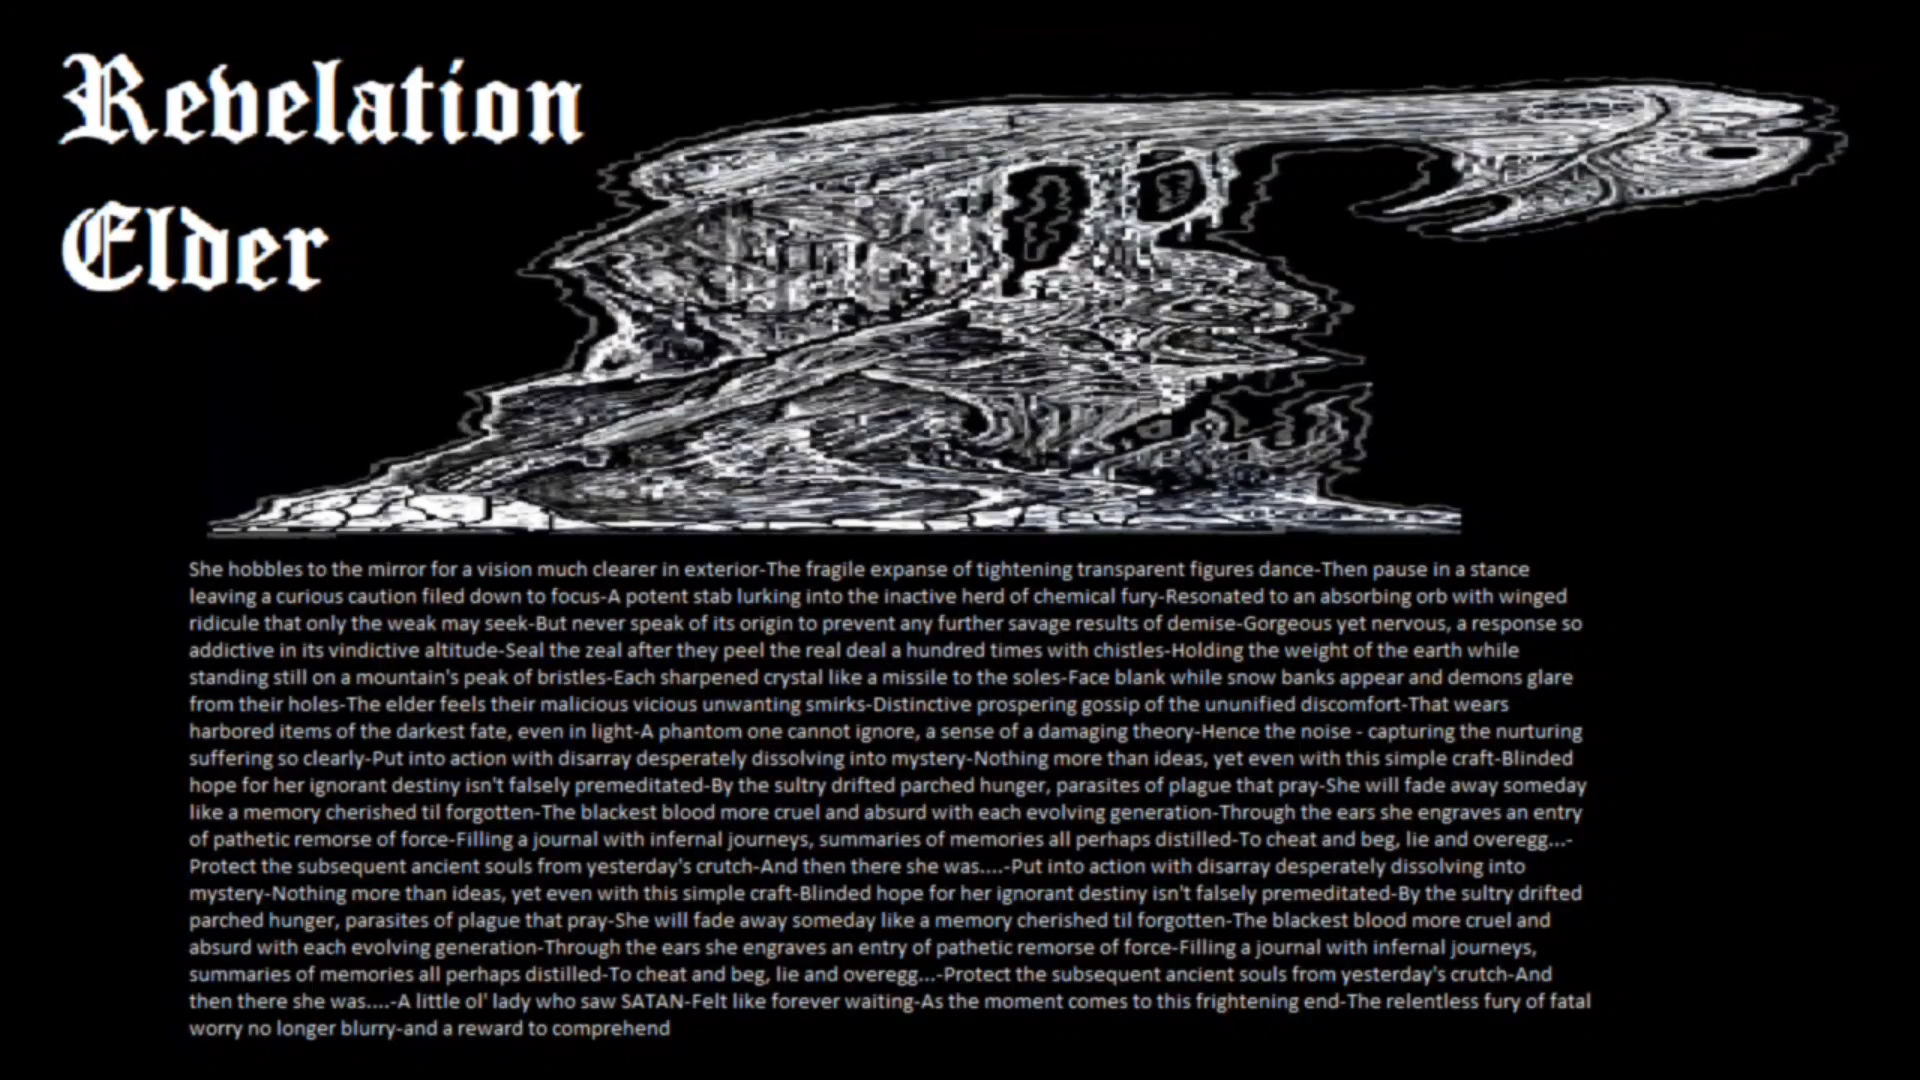 Revelation
Elder
She hobbles to the mirror for a vision much clearer in exterior-The fragile expanse of tightening transparent figures dance-Then pause in a stance
leaving a curious caution filed down to focus-A potent stab lurking into the inactive herd of chemical fury-Resonated to an absorbing orb with winged
ridicule that only the weak may seek-But never speak of its origin to prevent any further savage results of demise-Gorgeous yet nervous, a response so
addictive in its vindictive altitude-Seal the zeal after they peel the real deal a hundred times with chistles-Holding the weight of the earth while
standing still on a mountain's peak of bristles-Each sharpened crystal like a missile to the soles-Face blank while snow banks appear and demons glare
from their holes-The elder feels their malicious vicious unwanting smirks-Distinctive prospering gossip of the ununified discomfort-That wears
harbored items of the darkest fate, even in light-A phantom one cannot ignore, a sense of a damaging theory-Hence the noise - capturing the nurturing
suffering so clearly-Put into action with disarray desperately dissolving into mystery-Nothing more than ideas, yet even with this simple craft-Blinded
hope for her ignorant destiny isn't falsely premeditated-By the sultry drifted parched hunger, parasites of plague that pray-She will fade away someday
like a memory cherished til forgotten-The blackest blood more cruel and absurd with each evolving generation-Through the ears she engraves an entry
of pathetic remorse of force-Filling a journal with infernal journeys, summaries of memories all perhaps distilled-To cheat and beg, lie and overegg...-
Protect the subsequent ancient souls from yesterday's crutch-And then there she was....-Put into action with disarray desperately dissolving into
mystery-Nothing more than ideas, yet even with this simple craft-Blinded hope for her ignorant destiny isn't falsely premeditated-By the sultry drifted
parched hunger, parasites of plague that pray-She will fade away someday like a memory cherished til forgotten-The blackest blood more cruel and
absurd with each evolving generation-Through the ears she engraves an entry of pathetic remorse of force-Filling a journal with infernal journeys,
summaries of memories all perhaps distilled-To cheat and beg, lie and overegg...-Protect the subsequent ancient souls from yesterday's crutch-And
then there she was....-A little ol' lady who saw SATAN-Felt like forever waiting-As the moment comes to this frightening end-The relentless fury of fatal
worry no longer blurry-and a reward to comprehend